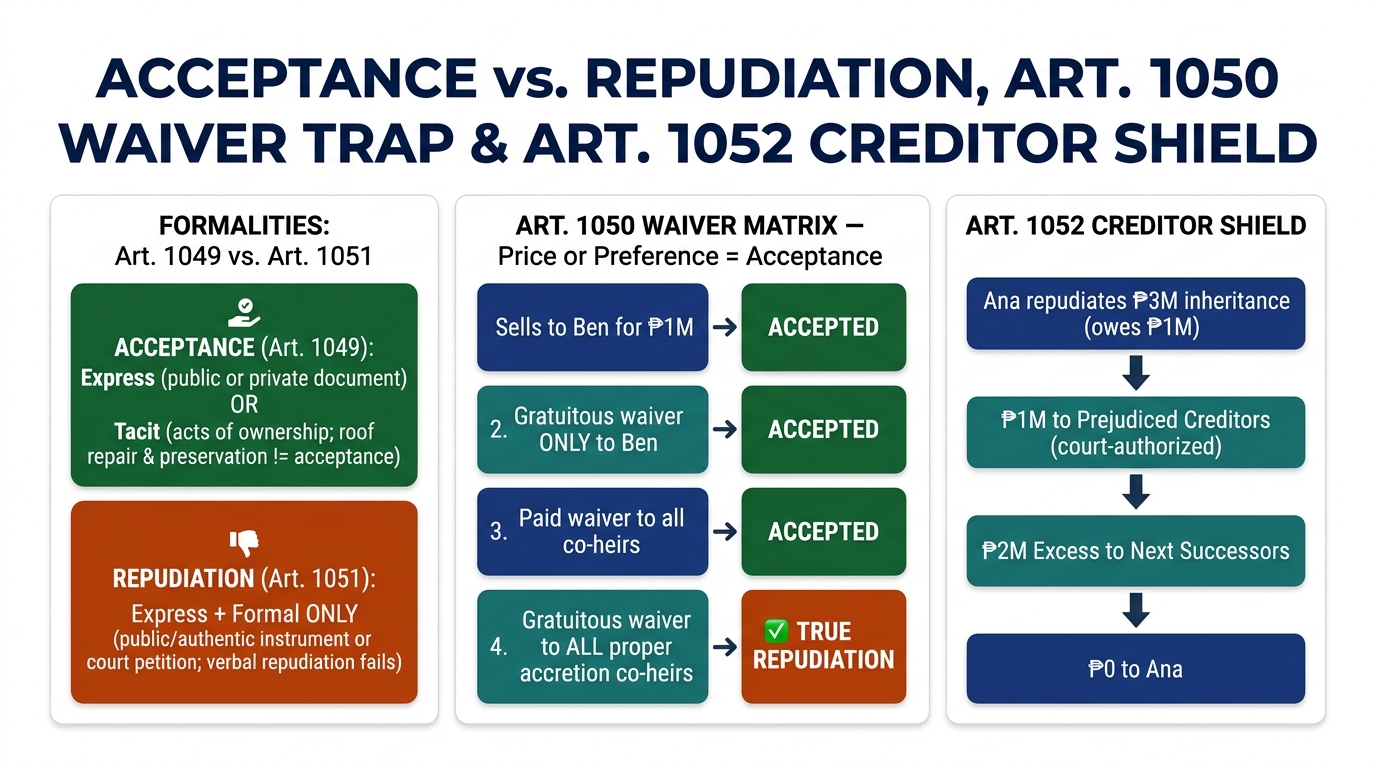 ACCEPTANCE vs. REPUDIATION, ART. 1050
WAIVER TRAP & ART. 1052 CREDITOR SHIELD
FORMALITIES:
Art. 1049 vs. Art. 1051
ACCEPTANCE (Art. 1049):
Express (public or private document)
OR
Tacit (acts of ownership; roof
repair & preservation != acceptance)
REPUDIATION (Art. 1051):
Express + Formal ONLY
(public/authentic instrument or
court petition; verbal repudiation fails)
ART. 1050 WAIVER MATRIX —
Price or Preference = Acceptance
Sells to Ben for ₱1M
ACCEPTED
2. Gratuitous waiver
ONLY to Ben
ACCEPTED
3. Paid waiver to all
co-heirs
ACCEPTED
4. Gratuitous waiver
to ALL proper
accretion co-heirs
✅ TRUE
REPUDIATION
ART. 1052 CREDITOR SHIELD
Ana repudiates ₱3M inheritance
(owes ₱1M)
₱1M to Prejudiced Creditors
(court-authorized)
₱2M Excess to Next Successors
₱0 to Ana